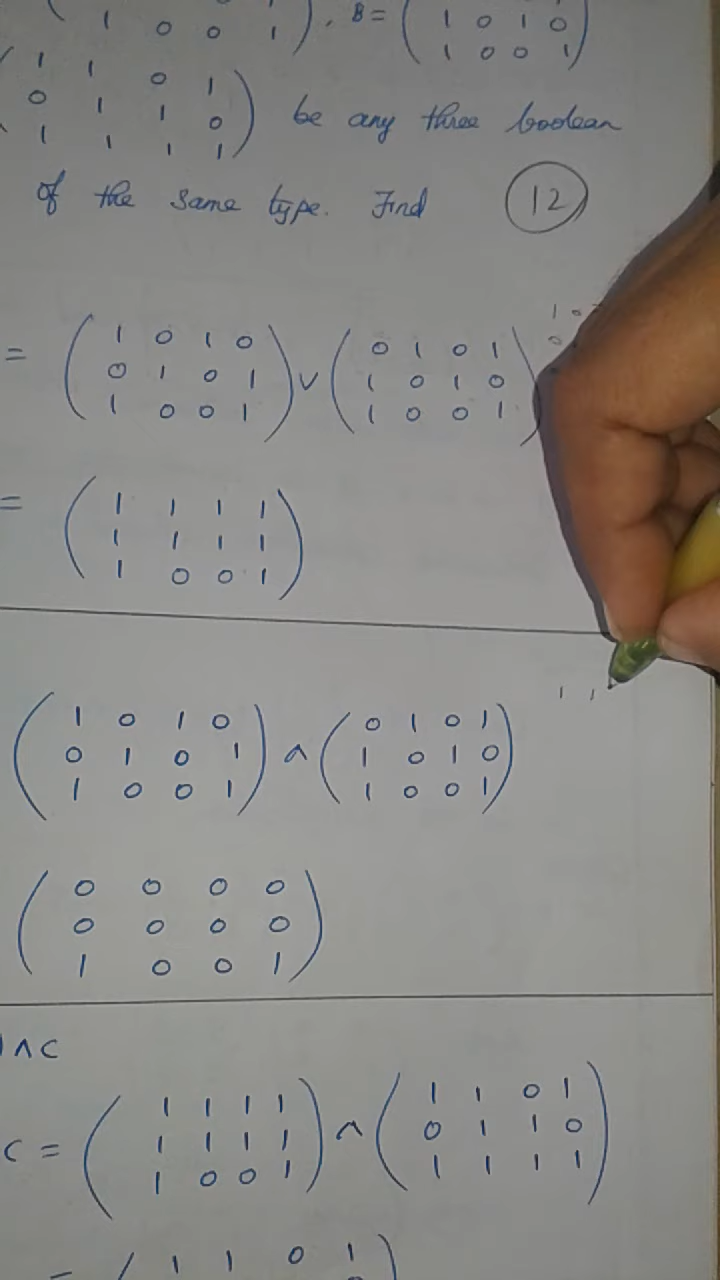 1 0 0 1 ) , B = ( 1 0 1 0
1 0 0 1 )
1 1 0 1
0 1 1 0 ) be any three boolean
1 1 1 1
of the same type. Find 12
= ( 1 0 1 0 ) ∨ ( 0 1 0 1 ) 1 0
0 1 0 1 1 0 1 0 0
1 0 0 1 1 0 0 1
= ( 1 1 1 1 )
1 1 1 1
1 0 0 1
1 1
( 1 0 1 0 ) ∧ ( 0 1 0 1 )
0 1 0 1 1 0 1 0
1 0 0 1 1 0 0 1
( 0 0 0 0 )
0 0 0 0
1 0 0 1
∧ C
C = ( 1 1 1 1 ) ∧ ( 1 1 0 1 )
1 1 1 1 0 1 1 0
1 0 0 1 1 1 1 1
= ( 1 1 0 1 )